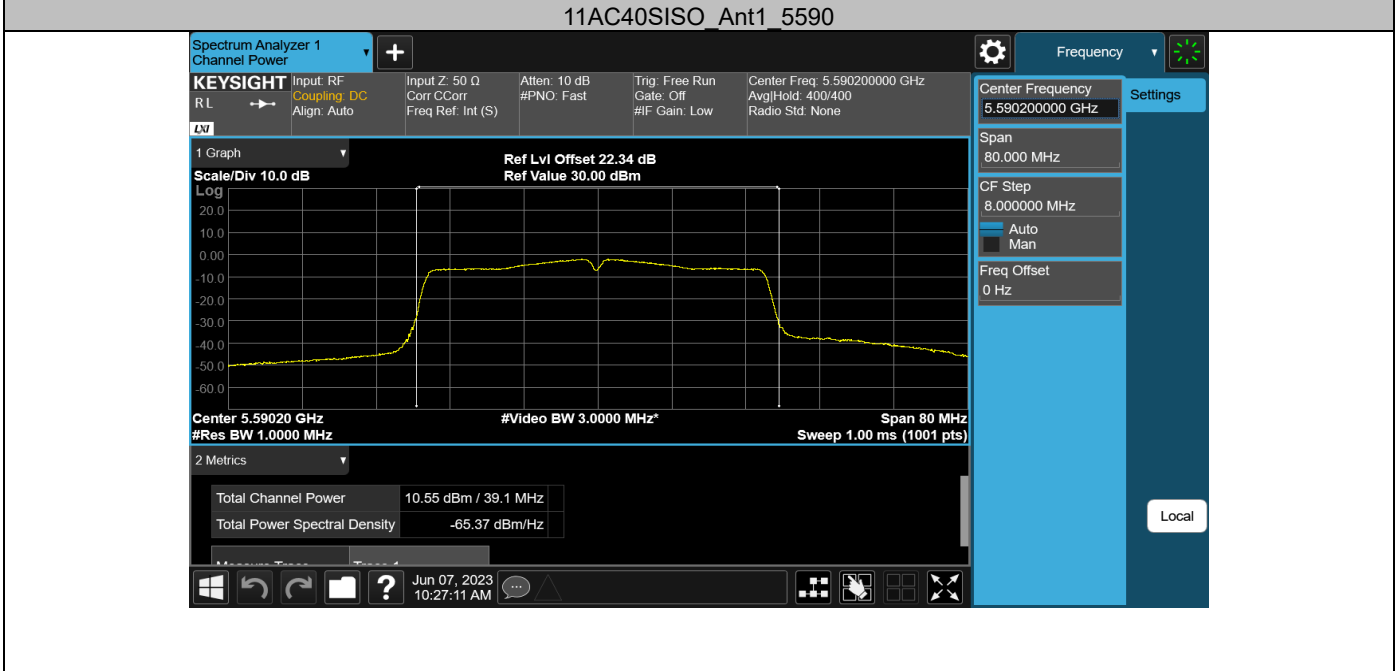 11AC40SISO_Ant1_5590
Spectrum Analyzer 1
Channel Power
+
Frequency
KEYSIGHT
RL
LXI
Input: RF
Coupling: DC
Align: Auto
Input Z: 50 Ω
Corr CCorr
Freq Ref: Int (S)
Atten: 10 dB
#PNO: Fast
Trig: Free Run
Gate: Off
#IF Gain: Low
Center Freq: 5.590200000 GHz
Avg|Hold: 400/400
Radio Std: None
Center Frequency
5.590200000 GHz
Settings
Span
80.000 MHz
CF Step
8.000000 MHz
Auto
Man
Freq Offset
0 Hz
Local
1 Graph
Scale/Div 10.0 dB
Ref Lvl Offset 22.34 dB
Ref Value 30.00 dBm
Log
20.0
10.0
0.00
-10.0
-20.0
-30.0
-40.0
-50.0
-60.0
Center 5.59020 GHz
#Video BW 3.0000 MHz*
Span 80 MHz
#Res BW 1.0000 MHz
Sweep 1.00 ms (1001 pts)
2 Metrics
Total Channel Power 10.55 dBm / 39.1 MHz
Total Power Spectral Density -65.37 dBm/Hz
Measure Trace Trace 1
?
Jun 07, 2023
10:27:11 AM